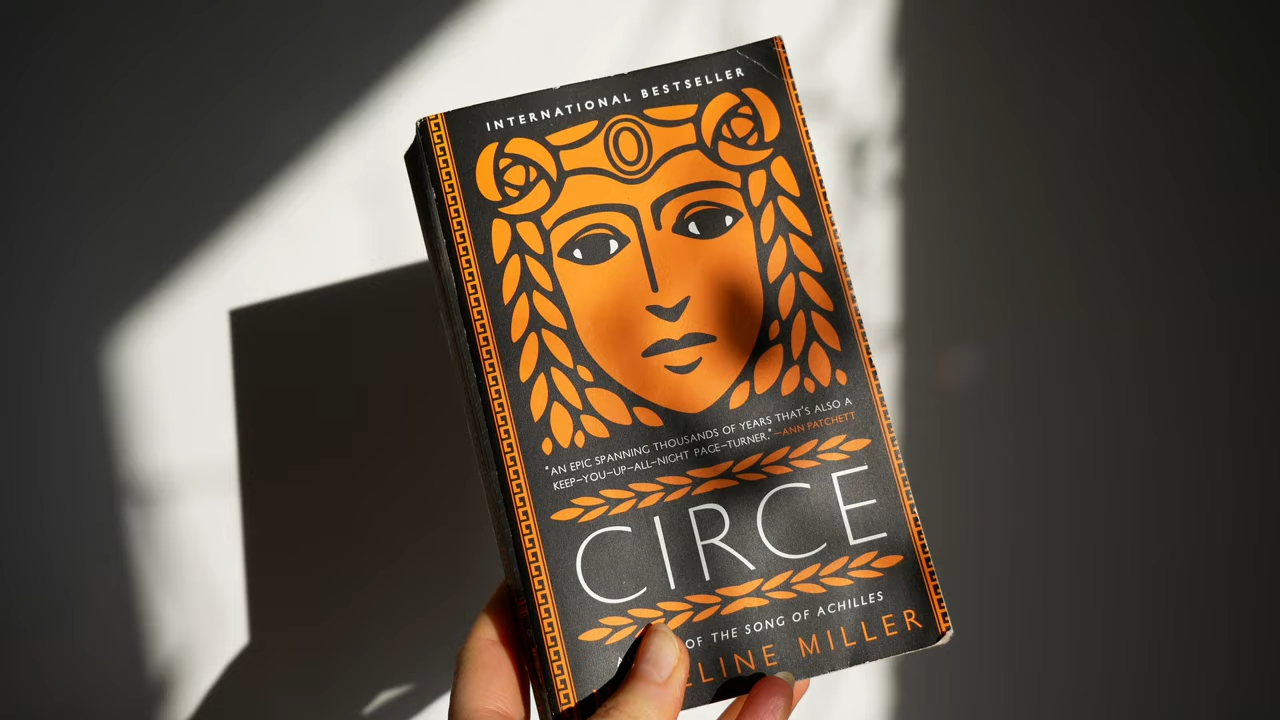 INTERNATIONAL BESTSELLER
"AN EPIC SPANNING THOUSANDS OF YEARS THAT'S ALSO A
KEEP-YOU-UP-ALL-NIGHT PAGE-TURNER." —ANN PATCHETT
CIRCE
OF THE SONG OF ACHILLES
MILLER